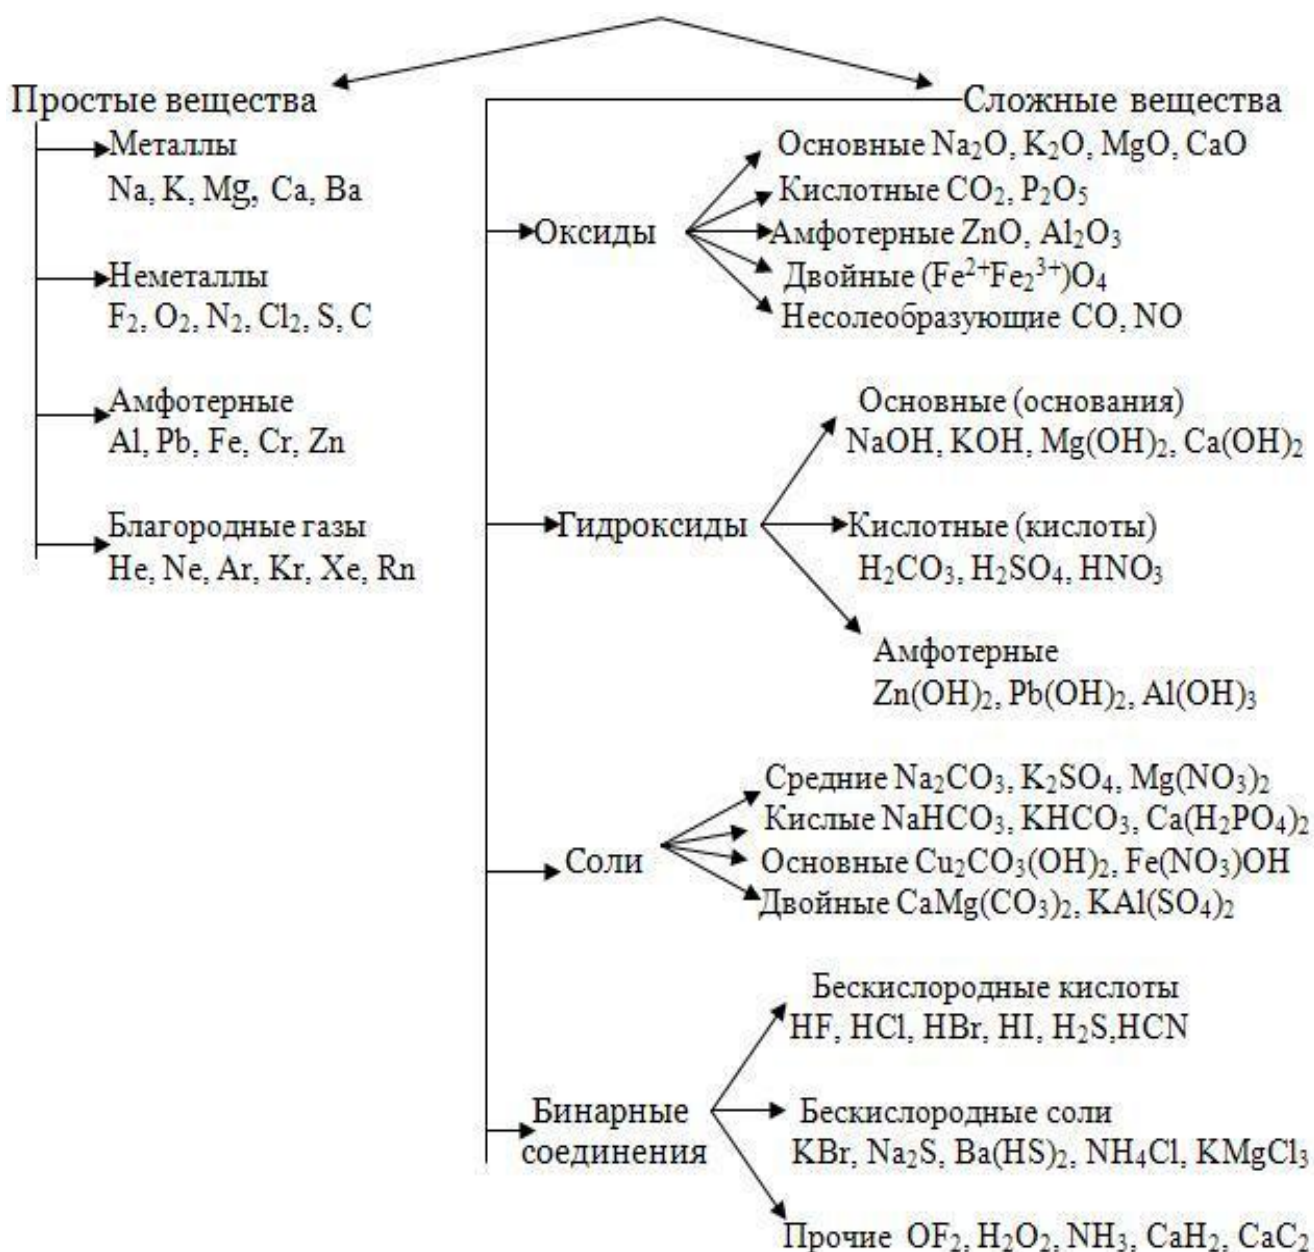 Простые вещества
Металлы
Na, K, Mg, Ca, Ba
Неметаллы
F₂, O₂, N₂, Cl₂, S, C
Амфотерные
Al, Pb, Fe, Cr, Zn
Благородные газы
He, Ne, Ar, Kr, Xe, Rn
Сложные вещества
Оксиды
Основные Na₂O, K₂O, MgO, CaO
Кислотные CO₂, P₂O₅
Амфотерные ZnO, Al₂O₃
Двойные (Fe²⁺Fe₂³⁺)O₄
Несолеобразующие CO, NO
Гидроксиды
Основные (основания)
NaOH, KOH, Mg(OH)₂, Ca(OH)₂
Кислотные (кислоты)
H₂CO₃, H₂SO₄, HNO₃
Амфотерные
Zn(OH)₂, Pb(OH)₂, Al(OH)₃
Соли
Средние Na₂CO₃, K₂SO₄, Mg(NO₃)₂
Кислые NaHCO₃, KHCO₃, Ca(H₂PO₄)₂
Основные Cu₂CO₃(OH)₂, Fe(NO₃)OH
Двойные CaMg(CO₃)₂, KAl(SO₄)₂
Бинарные
соединения
Бескислородные кислоты
HF, HCl, HBr, HI, H₂S,HCN
Бескислородные соли
KBr, Na₂S, Ba(HS)₂, NH₄Cl, KMgCl₃
Прочие OF₂, H₂O₂, NH₃, CaH₂, CaC₂